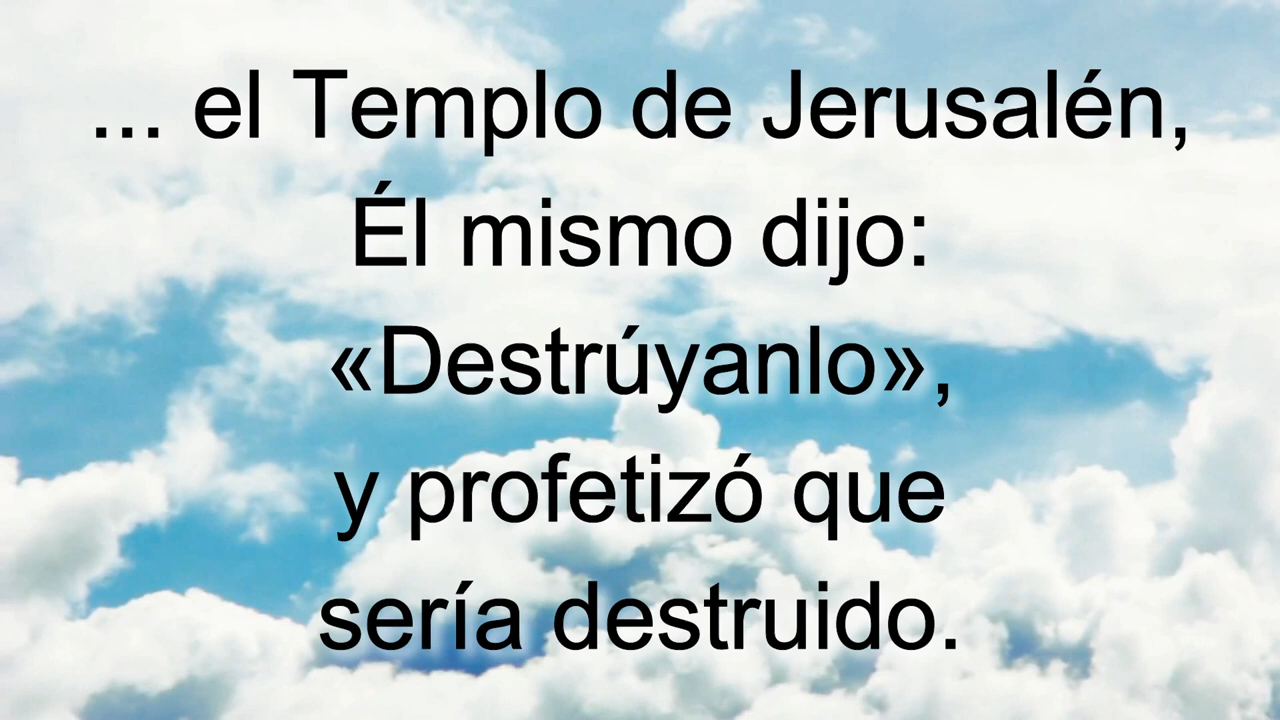 ... el Templo de Jerusalén,
Él mismo dijo:
«Destrúyanlo»,
y profetizó que
sería destruido.